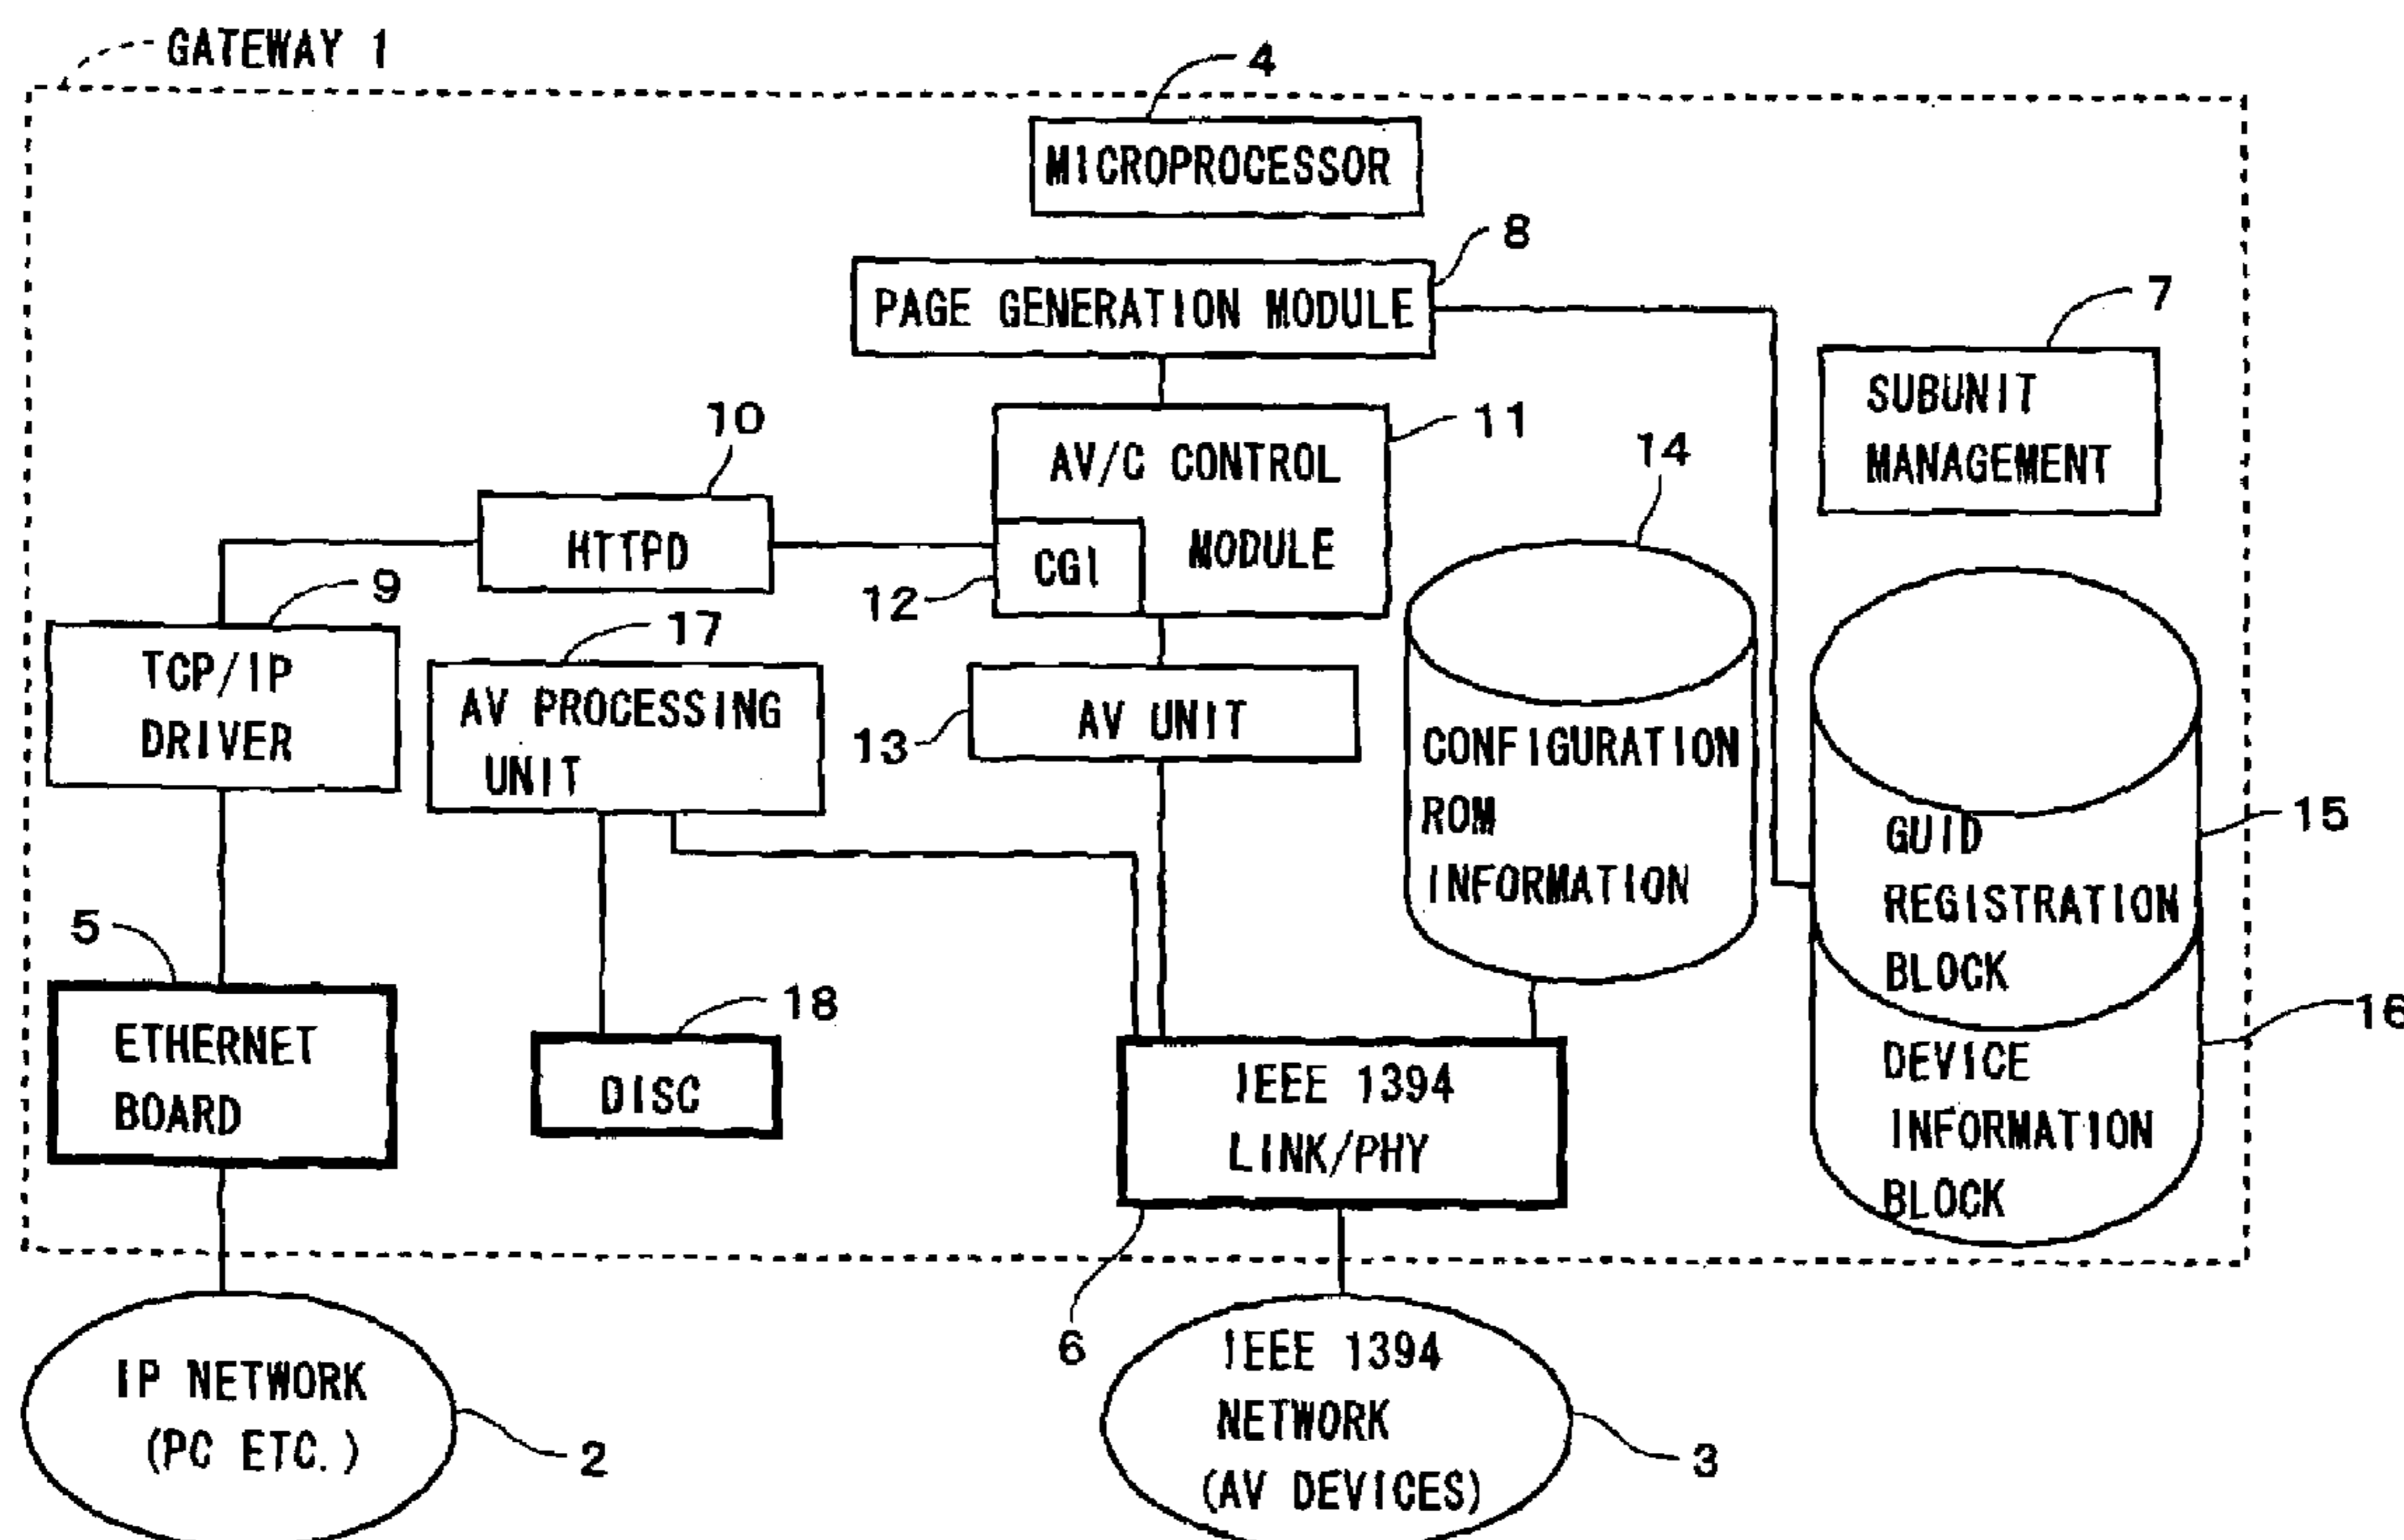 GATEWAY 1
4
MICROPROCESSOR
8
PAGE GENERATION MODULE
7
SUBUNIT
MANAGEMENT
10
HTTPD
11
AV/C CONTROL
MODULE
CGI
12
14
CONFIGURATION
ROM
INFORMATION
9
TCP/IP
DRIVER
17
AV PROCESSING
UNIT
13
AV UNIT
15
GUID
REGISTRATION
BLOCK
16
DEVICE
INFORMATION
BLOCK
5
ETHERNET
BOARD
18
DISC
IEEE 1394
LINK/PHY
6
IP NETWORK
(PC ETC.)
2
IEEE 1394
NETWORK
(AV DEVICES)
3